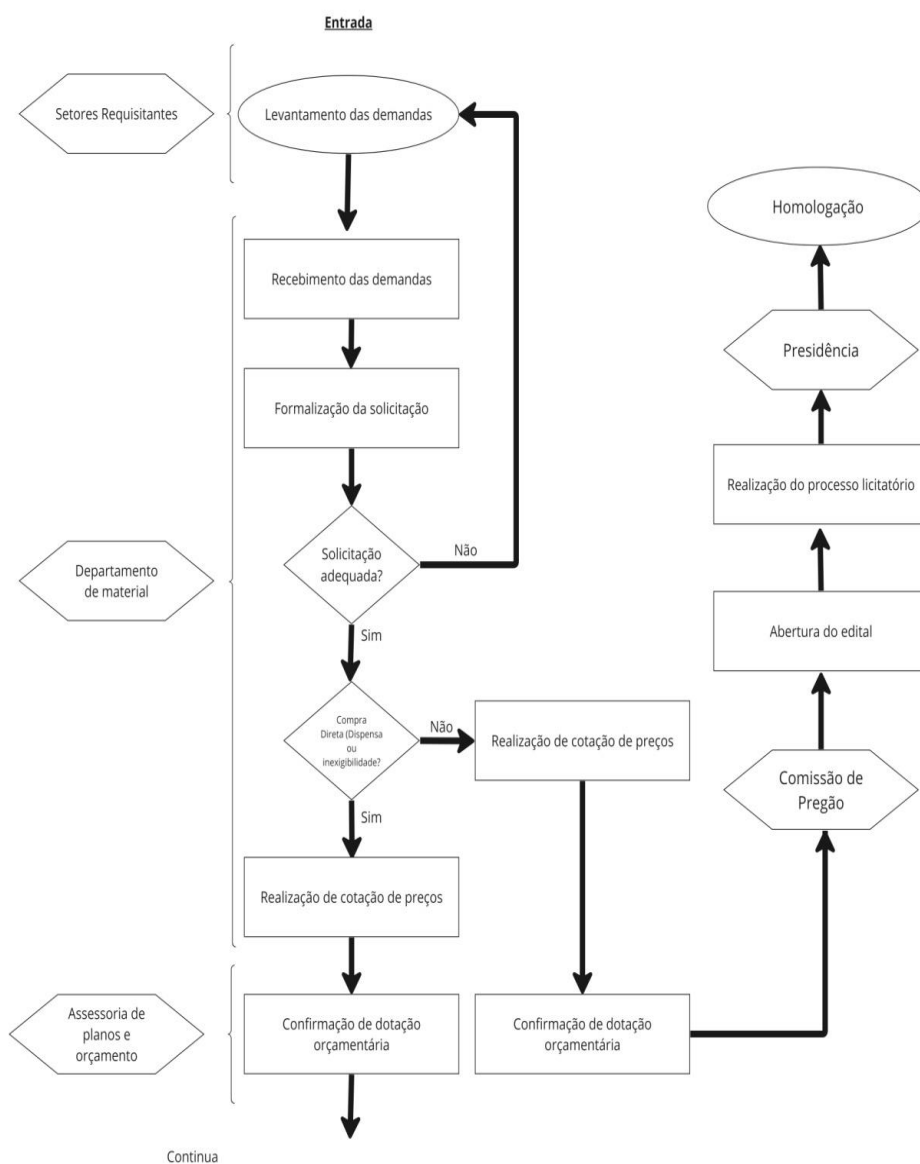 Entrada
Setores Requisitantes
Levantamento das demandas
Recebimento das demandas
Formalização da solicitação
Departamento
de material
Solicitação
adequada?
Não
Sim
Compra
Direta (Dispensa
ou
inexigibilidade?
Não
Realização de cotação de preços
Sim
Realização de cotação de preços
Assessoria de
planos e
orçamento
Confirmação de dotação
orçamentária
Confirmação de dotação
orçamentária
Continua
Homologação
Presidência
Realização do processo licitatório
Abertura do edital
Comissão de
Pregão